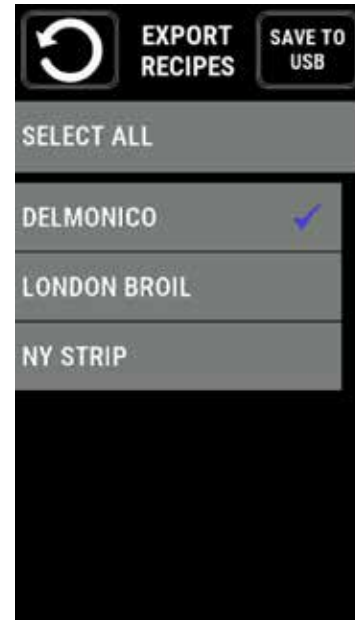 EXPORT
RECIPES
SAVE TO
USB
SELECT ALL
DELMONICO
LONDON BROIL
NY STRIP